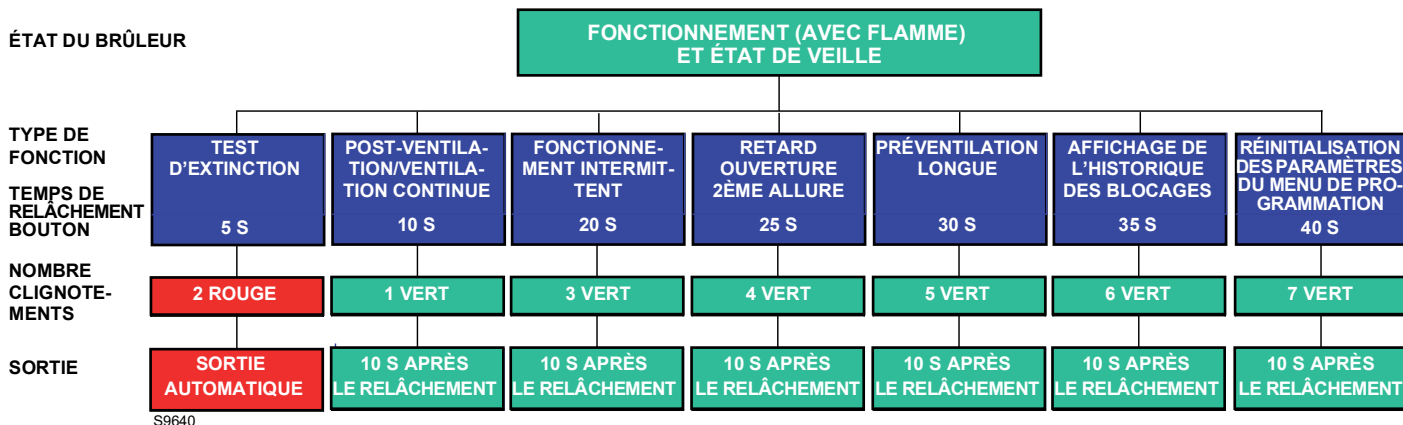 ÉTAT DU BRÛLEUR
FONCTIONNEMENT (AVEC FLAMME)
ET ÉTAT DE VEILLE
TYPE DE
FONCTION
TEST
D'EXTINCTION
POST-VENTILA-
TION/VENTILA-
TION CONTINUE
FONCTIONNE-
MENT INTERMIT-
TENT
RETARD
OUVERTURE
2ÈME ALLURE
PRÉVENTILATION
LONGUE
AFFICHAGE DE
L'HISTORIQUE
DES BLOCAGES
RÉINITIALISATION
DES PARAMÈTRES
DU MENU DE PRO-
GRAMMATION
TEMPS DE
RELÂCHEMENT
BOUTON
5 S
10 S
20 S
25 S
30 S
35 S
40 S
NOMBRE
CLIGNOTE-
MENTS
2 ROUGE
1 VERT
3 VERT
4 VERT
5 VERT
6 VERT
7 VERT
SORTIE
SORTIE
AUTOMATIQUE
10 S APRÈS
LE RELÂCHEMENT
10 S APRÈS
LE RELÂCHEMENT
10 S APRÈS
LE RELÂCHEMENT
10 S APRÈS
LE RELÂCHEMENT
10 S APRÈS
LE RELÂCHEMENT
10 S APRÈS
LE RELÂCHEMENT
S9640